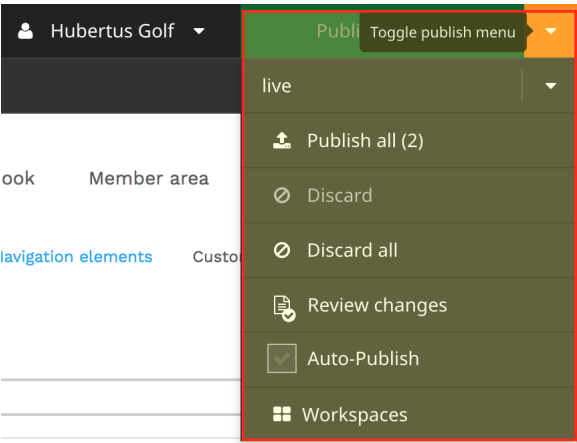 Hubertus Golf
Publi
Toggle publish menu
live
Publish all (2)
ook
Member area
Discard
Navigation elements
Custo
Discard all
Review changes
Auto-Publish
Workspaces